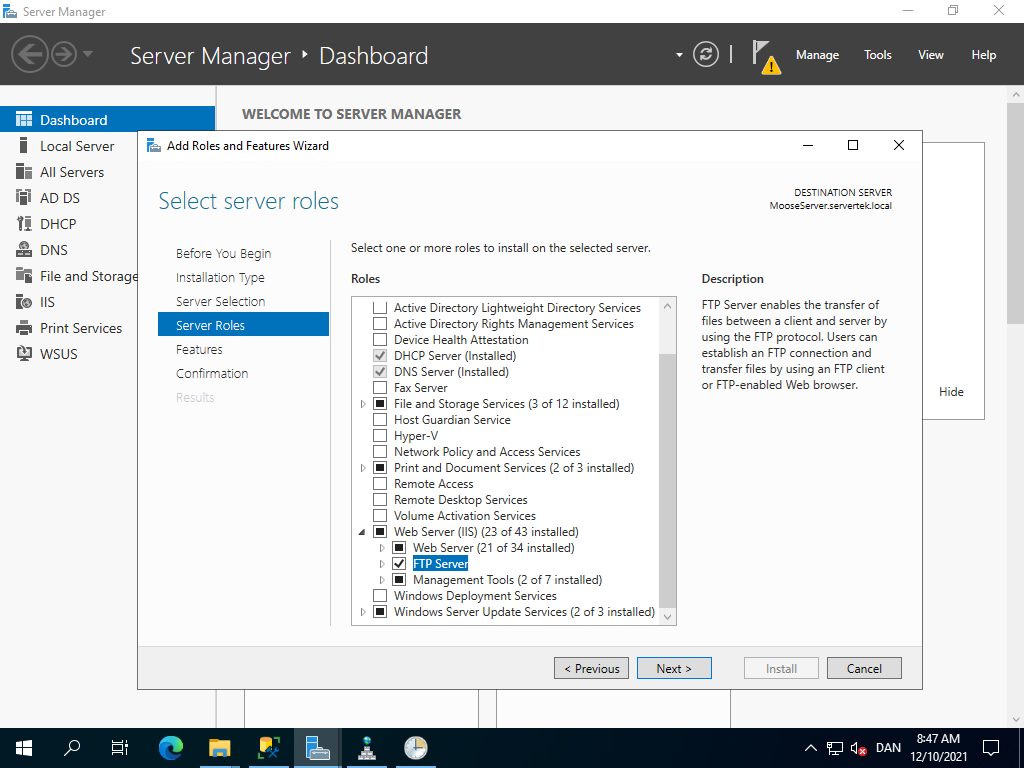 Server Manager
Server Manager ‣ Dashboard
Manage
Tools
View
Help
Dashboard
Local Server
All Servers
AD DS
DHCP
DNS
File and Storage
IIS
Print Services
WSUS
WELCOME TO SERVER MANAGER
Add Roles and Features Wizard
Select server roles
DESTINATION SERVER
MooseServer.servertek.local
Before You Begin
Installation Type
Server Selection
Server Roles
Features
Confirmation
Results
Select one or more roles to install on the selected server.
Roles
Active Directory Lightweight Directory Services
Active Directory Rights Management Services
Device Health Attestation
DHCP Server (Installed)
DNS Server (Installed)
Fax Server
File and Storage Services (3 of 12 installed)
Host Guardian Service
Hyper-V
Network Policy and Access Services
Print and Document Services (2 of 3 installed)
Remote Access
Remote Desktop Services
Volume Activation Services
Web Server (IIS) (23 of 43 installed)
Web Server (21 of 34 installed)
FTP Server
Management Tools (2 of 7 installed)
Windows Deployment Services
Windows Server Update Services (2 of 3 installed)
Description
FTP Server enables the transfer of
files between a client and server by
using the FTP protocol. Users can
establish an FTP connection and
transfer files by using an FTP client
or FTP-enabled Web browser.
Hide
< Previous
Next >
Install
Cancel
DAN
8:47 AM
12/10/2021